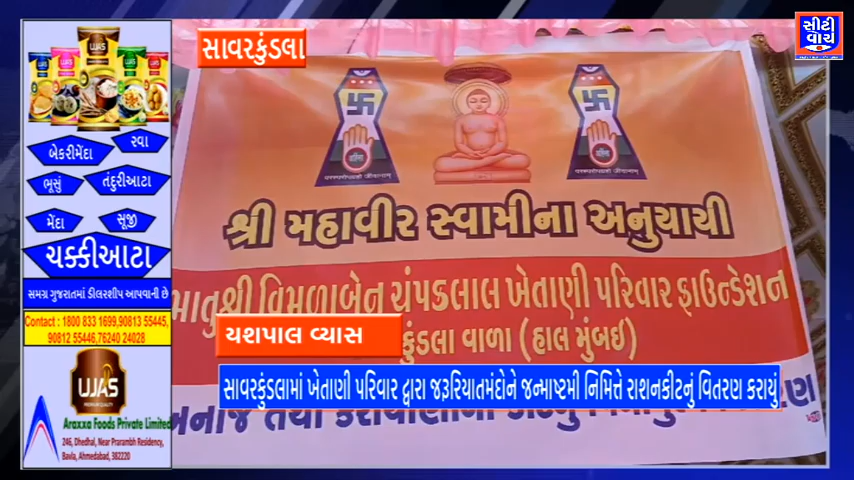 સાવરકુંડલા
સીટી
વોચ
UJJAS
બેકરીમેંદા
રવા
ભૂસું
તંદુરીઆટા
મેંદા
સૂજી
ચક્કીઆટા
સમગ્ર ગુજરાતમાં ડીલરશીપ આપવાની છે
Contact : 1800 833 1699,90813 55445,
90812 55446,76240 24028
UJJAS
Araxxa Foods Private Limited
246, Dhedhal, Near Prarambh Residency,
Bavla, Ahmedabad, 382220
શ્રી મહાવીર સ્વામીના અનુયાયી
માતુશ્રી વિમળાબેન ચંપકલાલ ખેતાણી પરિવાર ફાઉન્ડેશન
કુંડલા વાળા (હાલ મુંબઈ)
યશપાલ વ્યાસ
સાવરકુંડલામાં ખેતાણી પરિવાર દ્વારા જરૂરિયાતમંદોને જન્માષ્ટમી નિમિત્તે રાશનકીટનું વિતરણ કરાયું